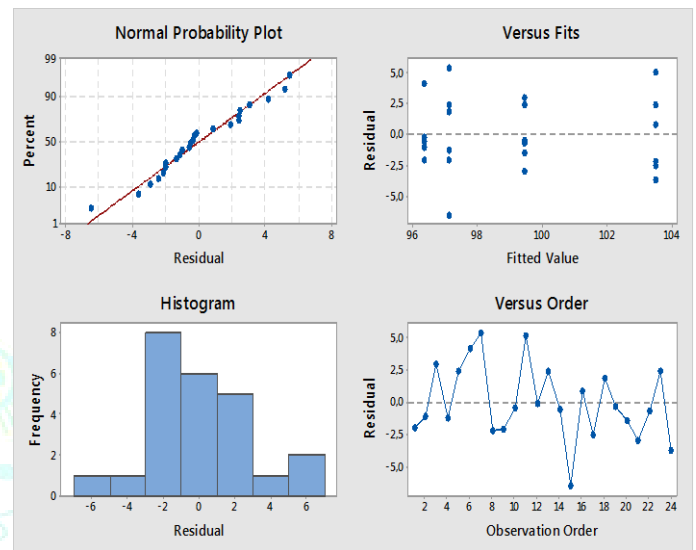 Normal Probability Plot
99
90
50
10
1
Percent
-8 -4 0 4 8
Residual
Versus Fits
5,0
2,5
0,0
-2,5
-5,0
Residual
96 98 100 102 104
Fitted Value
Histogram
8
6
4
2
0
Frequency
-6 -4 -2 0 2 4 6
Residual
Versus Order
5,0
2,5
0,0
-2,5
-5,0
Residual
2 4 6 8 10 12 14 16 18 20 22 24
Observation Order